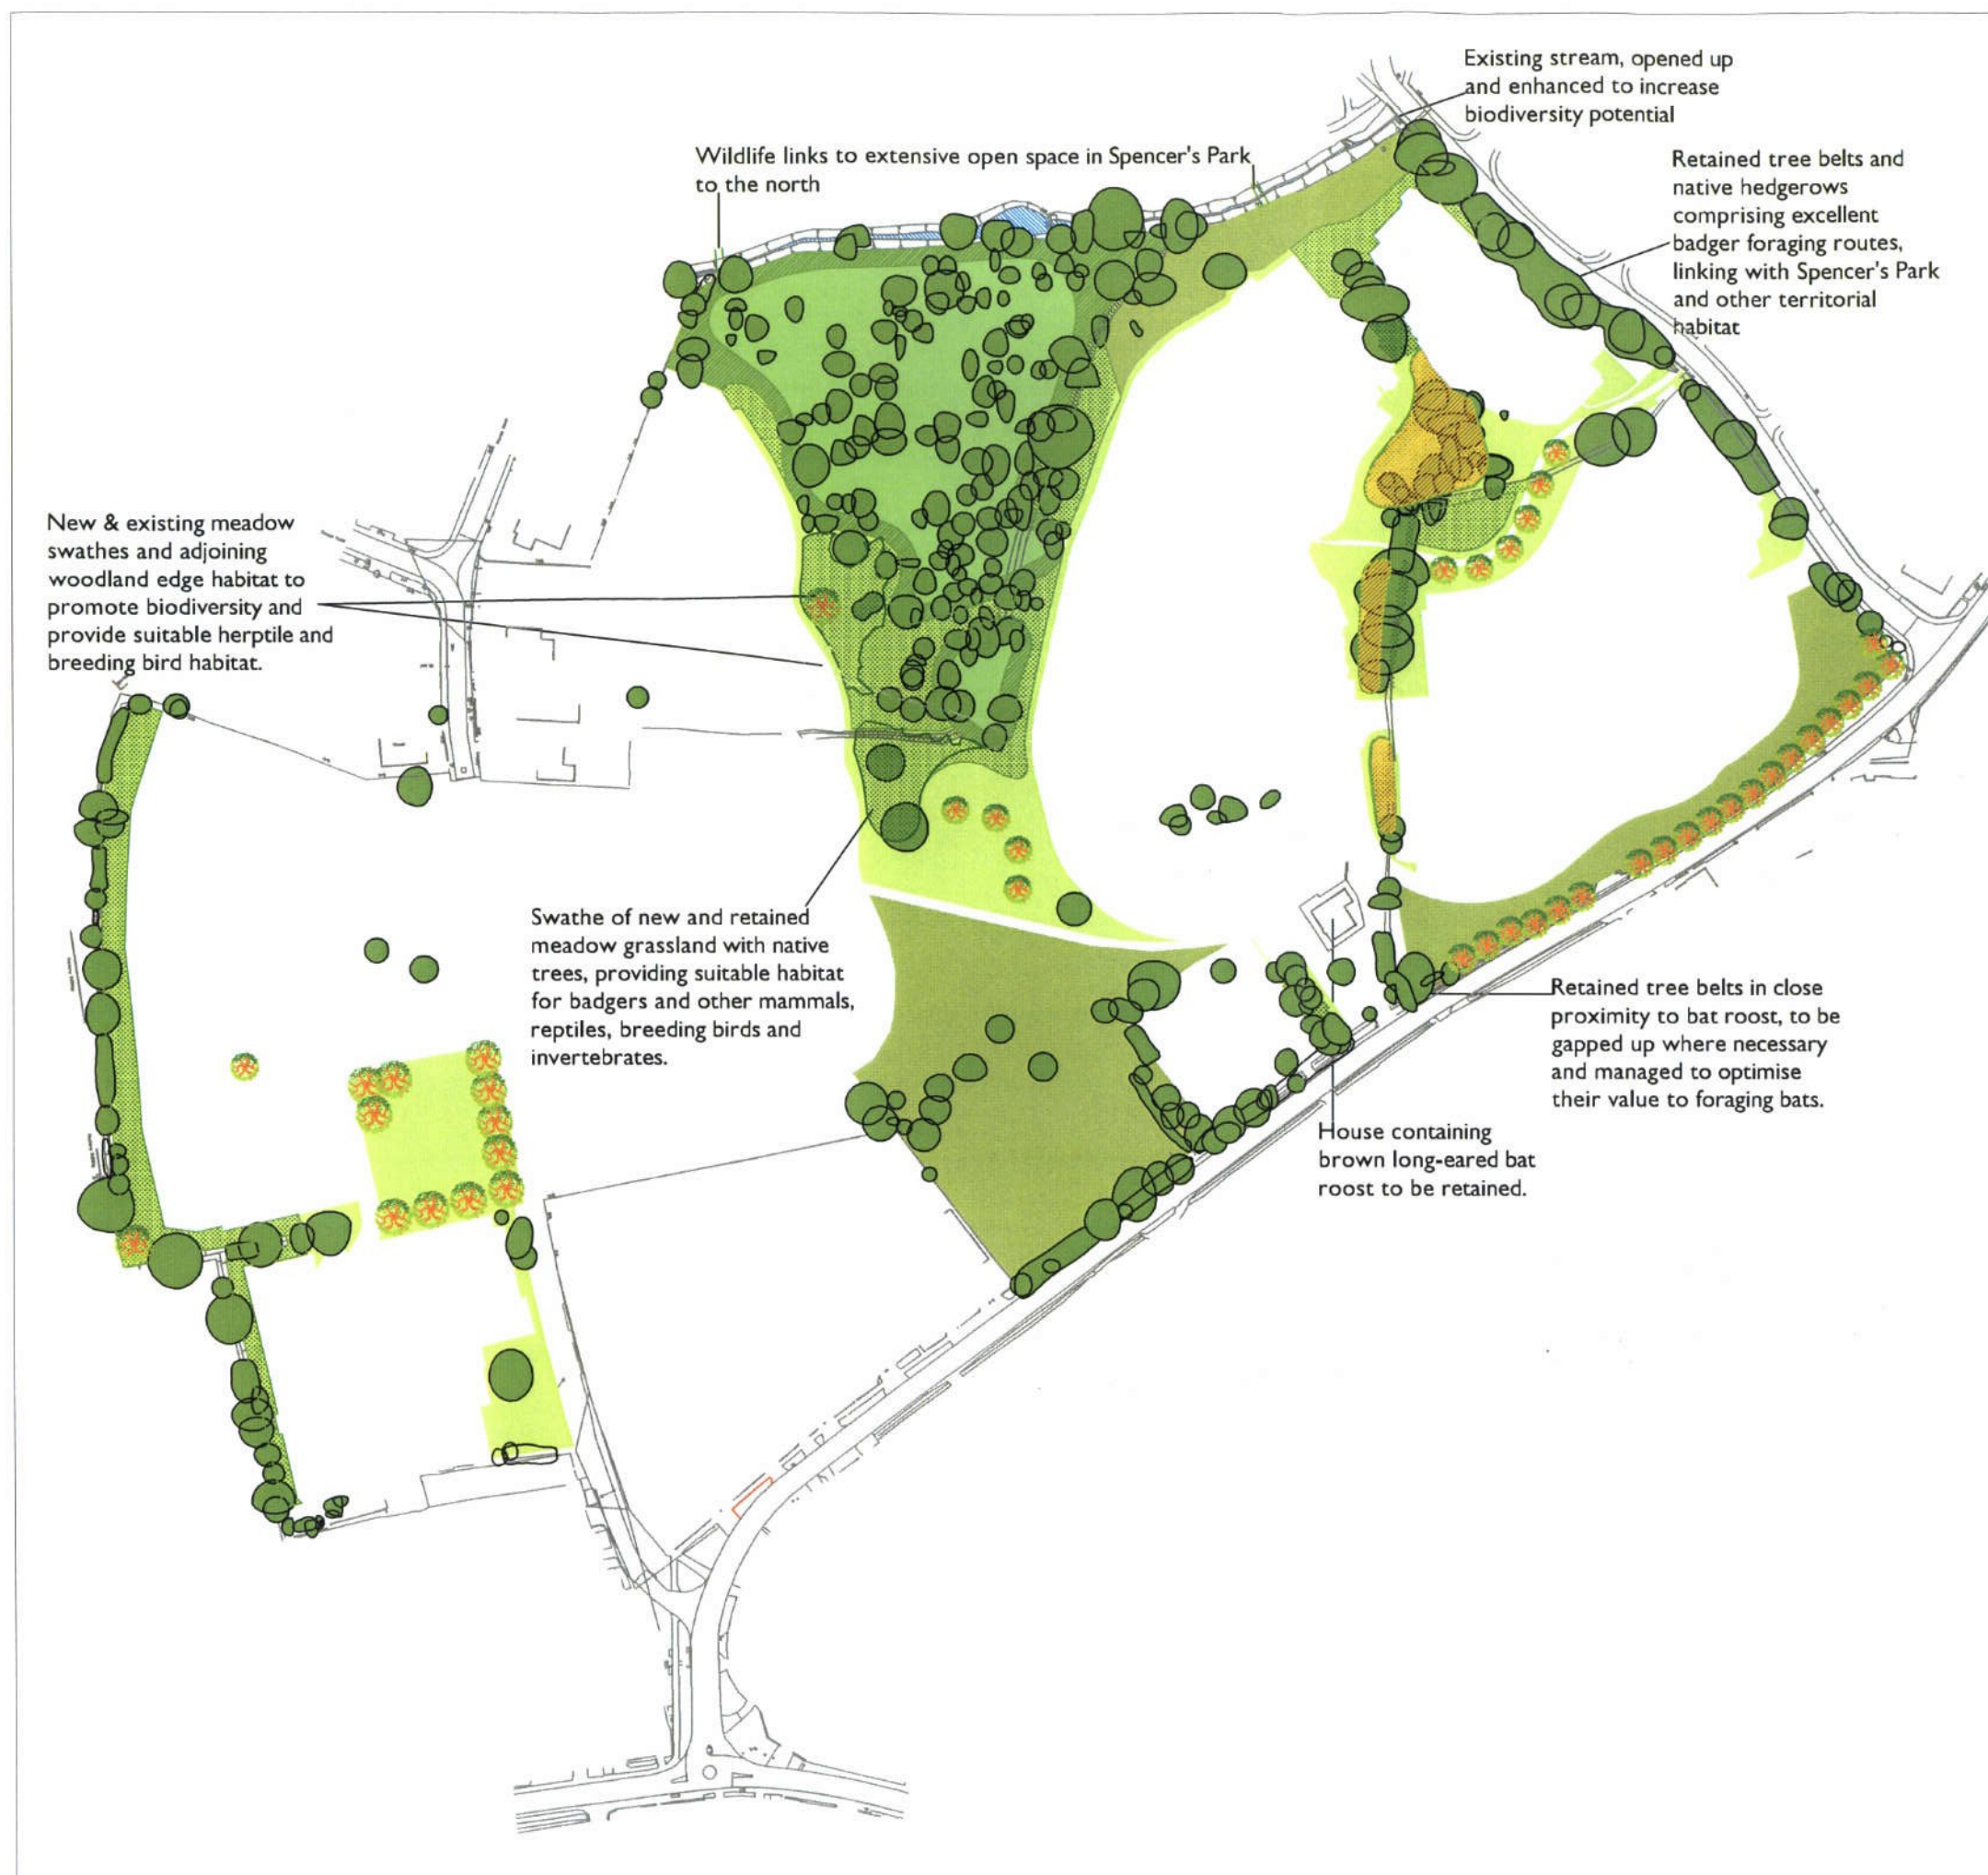 Existing stream, opened up
and enhanced to increase
biodiversity potential
Wildlife links to extensive open space in Spencer's Park
to the north
Retained tree belts and
native hedgerows
comprising excellent
badger foraging routes,
linking with Spencer's Park
and other territorial
habitat
New & existing meadow
swathes and adjoining
woodland edge habitat to
promote biodiversity and
provide suitable herptile and
breeding bird habitat.
Swathe of new and retained
meadow grassland with native
trees, providing suitable habitat
for badgers and other mammals,
reptiles, breeding birds and
invertebrates.
Retained tree belts in close
proximity to bat roost, to be
gapped up where necessary
and managed to optimise
their value to foraging bats.
House containing
brown long-eared bat
roost to be retained.